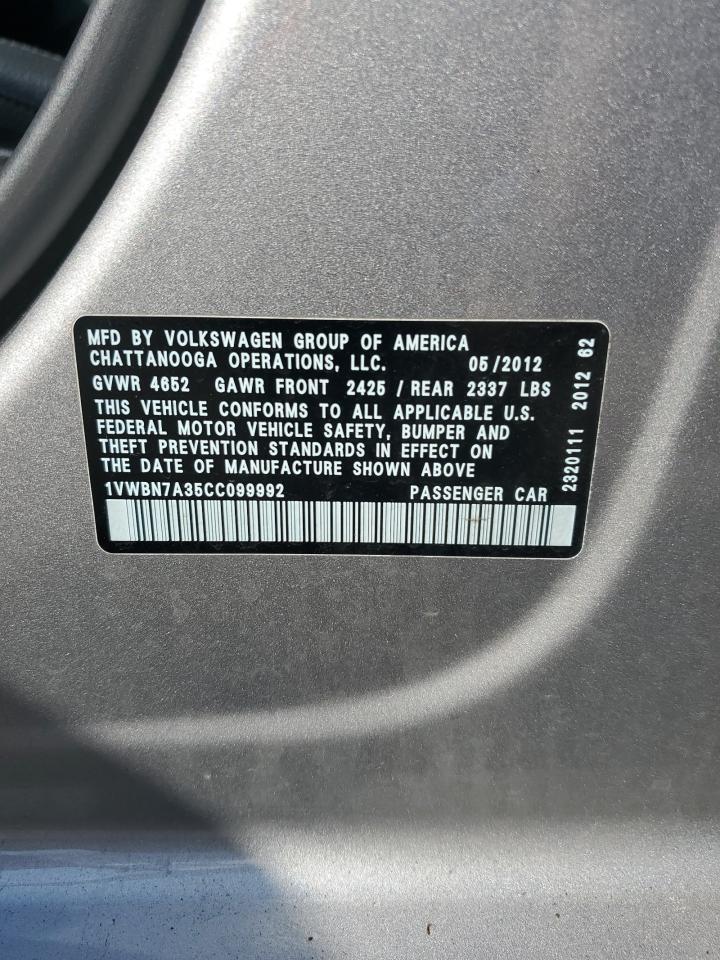 MFD BY VOLKSWAGEN GROUP OF AMERICA
CHATTANOOGA OPERATIONS, LLC. 05/2012
GVWR 4652 GAWR FRONT 2425 / REAR 2337 LBS
THIS VEHICLE CONFORMS TO ALL APPLICABLE U.S.
FEDERAL MOTOR VEHICLE SAFETY, BUMPER AND
THEFT PREVENTION STANDARDS IN EFFECT ON
THE DATE OF MANUFACTURE SHOWN ABOVE
1VWBN7A35CC099992 PASSENGER CAR
2320111 2012 62